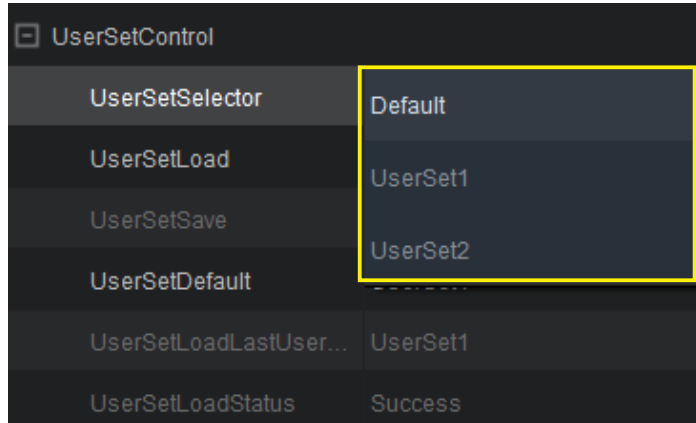 UserSetControl
UserSetSelector
Default
UserSetLoad
UserSet1
UserSetSave
UserSet2
UserSetDefault
UserSetLoadLastUser... UserSet1
UserSetLoadStatus Success